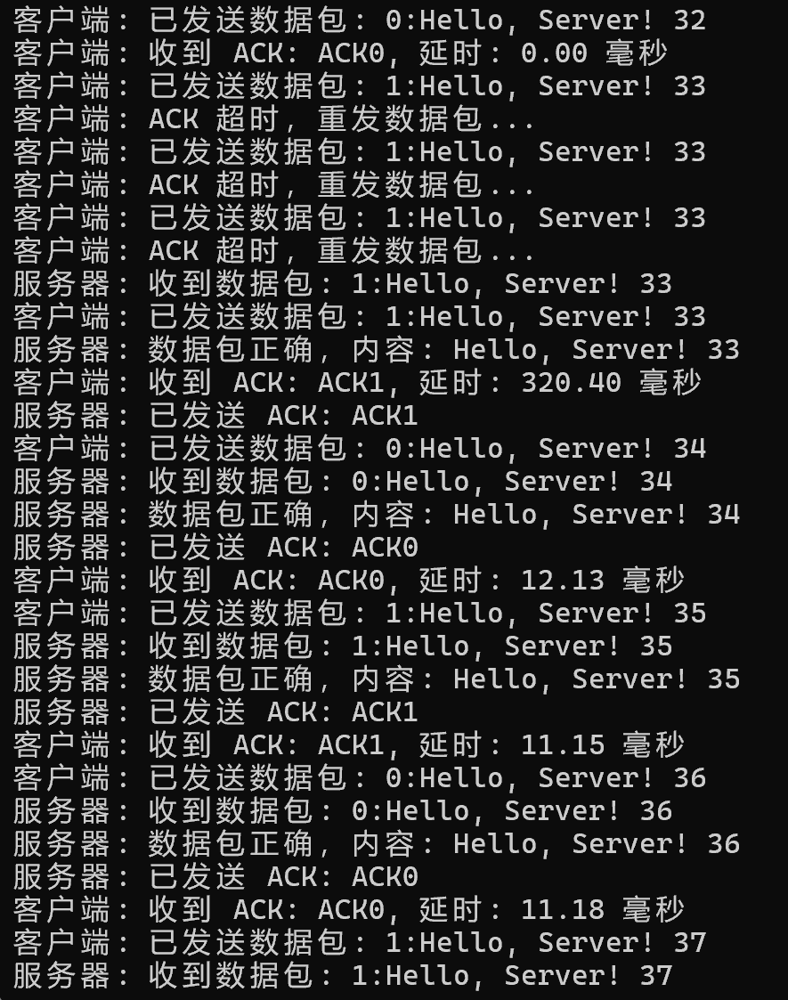 客户端: 已发送数据包: 0:Hello, Server! 32
客户端: 收到 ACK: ACK0, 延时: 0.00 毫秒
客户端: 已发送数据包: 1:Hello, Server! 33
客户端: ACK 超时, 重发数据包...
客户端: 已发送数据包: 1:Hello, Server! 33
客户端: ACK 超时, 重发数据包...
客户端: 已发送数据包: 1:Hello, Server! 33
客户端: ACK 超时, 重发数据包...
服务器: 收到数据包: 1:Hello, Server! 33
客户端: 已发送数据包: 1:Hello, Server! 33
服务器: 数据包正确, 内容: Hello, Server! 33
客户端: 收到 ACK: ACK1, 延时: 320.40 毫秒
服务器: 已发送 ACK: ACK1
客户端: 已发送数据包: 0:Hello, Server! 34
服务器: 收到数据包: 0:Hello, Server! 34
服务器: 数据包正确, 内容: Hello, Server! 34
服务器: 已发送 ACK: ACK0
客户端: 收到 ACK: ACK0, 延时: 12.13 毫秒
客户端: 已发送数据包: 1:Hello, Server! 35
服务器: 收到数据包: 1:Hello, Server! 35
服务器: 数据包正确, 内容: Hello, Server! 35
服务器: 已发送 ACK: ACK1
客户端: 收到 ACK: ACK1, 延时: 11.15 毫秒
客户端: 已发送数据包: 0:Hello, Server! 36
服务器: 收到数据包: 0:Hello, Server! 36
服务器: 数据包正确, 内容: Hello, Server! 36
服务器: 已发送 ACK: ACK0
客户端: 收到 ACK: ACK0, 延时: 11.18 毫秒
客户端: 已发送数据包: 1:Hello, Server! 37
服务器: 收到数据包: 1:Hello, Server! 37